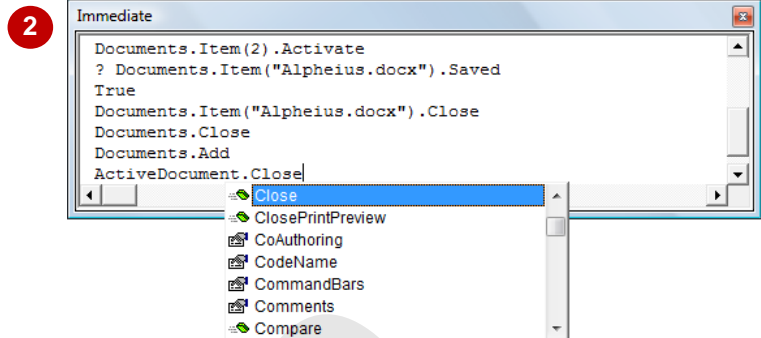 2
Immediate
Documents.Item(2).Activate
? Documents.Item("Alpheius.docx").Saved
True
Documents.Item("Alpheius.docx").Close
Documents.Close
Documents.Add
ActiveDocument.Close
Close
ClosePrintPreview
CoAuthoring
CodeName
CommandBars
Comments
Compare